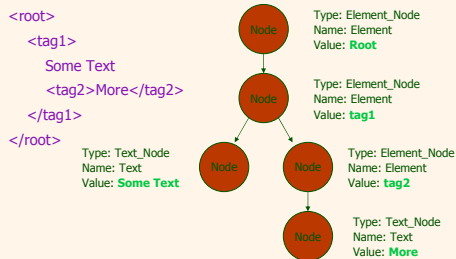 <root>
<tag1>
Some Text
<tag2>More</tag2>
</tag1>
</root>
Node
Type: Element_Node
Name: Element
Value: Root
Node
Type: Element_Node
Name: Element
Value: tag1
Type: Text_Node
Name: Text
Value: Some Text
Node
Node
Type: Element_Node
Name: Element
Value: tag2
Node
Type: Text_Node
Name: Text
Value: More